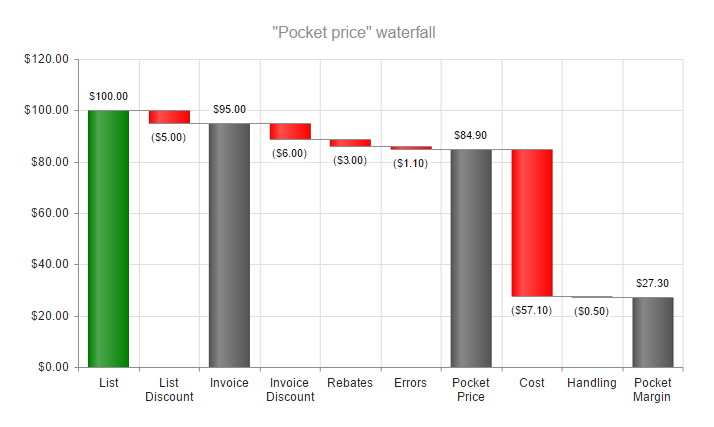 "Pocket price" waterfall
$120.00
$100.00
$80.00
$60.00
$40.00
$20.00
$0.00
$100.00
($5.00)
$95.00
($6.00)
($3.00)
($1.10)
$84.90
($57.10)
($0.50)
$27.30
List
List
Discount
Invoice
Invoice
Discount
Rebates
Errors
Pocket
Price
Cost
Handling
Pocket
Margin